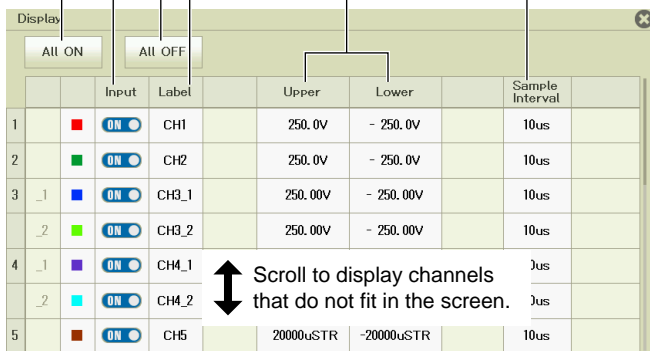 Display
All ON All OFF
Input Label Upper Lower Sample Interval
1 ON CH1 250.0V - 250.0V 10us
2 ON CH2 250.0V - 250.0V 10us
3 _1 ON CH3_1 250.00V - 250.00V 10us
_2 ON CH3_2 250.00V - 250.00V 10us
4 _1 ON CH4_1 0us
_2 ON CH4_2 0us
Scroll to display channels
that do not fit in the screen.
5 ON CH5 20000uSTR -20000uSTR 10us